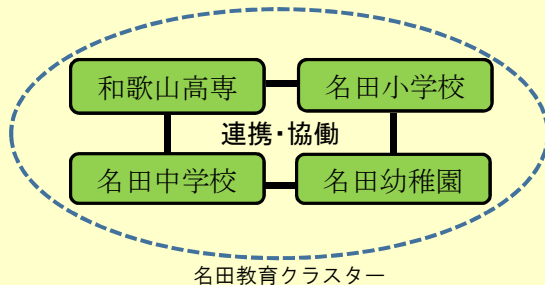 和歌山高専 名田小学校
連携・協働
名田中学校 名田幼稚園
名田教育クラスター